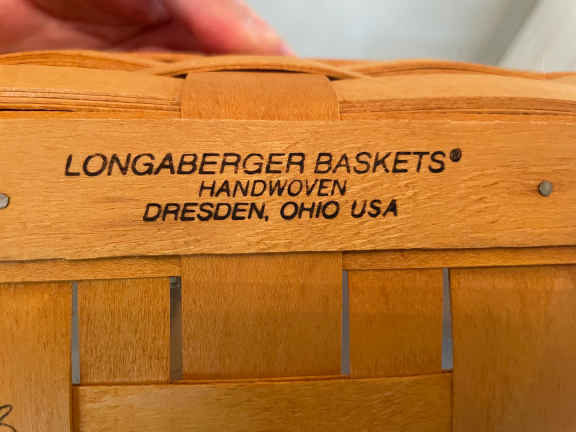 LONGABERGER BASKETS®
HANDWOVEN
DRESDEN, OHIO USA